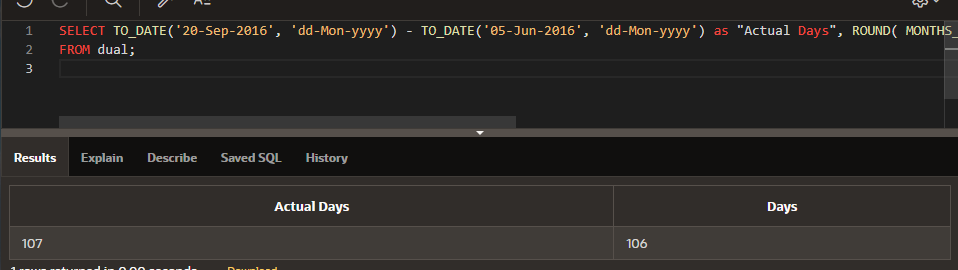 A
1 SELECT TO_DATE('20-Sep-2016', 'dd-Mon-yyyy') - TO_DATE('05-Jun-2016', 'dd-Mon-yyyy') as "Actual Days", ROUND( MONTHS_
2 FROM dual;
3
Results Explain Describe Saved SQL History
Actual Days Days
107 106
1 rows returned in 0.00 seconds Download